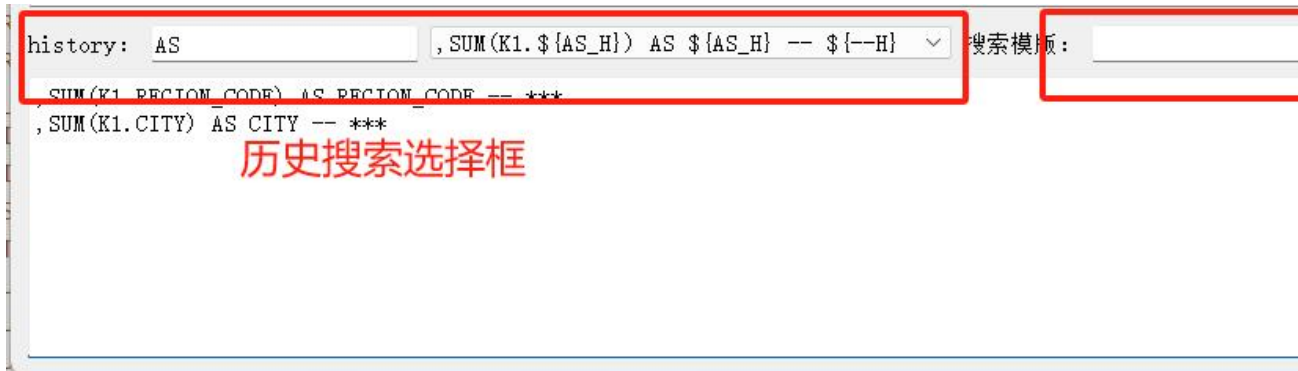 history: AS ,SUM(K1.${AS_H}) AS ${AS_H} -- ${--H} 搜索模版:
,SUM(K1.REGION_CODE) AS REGION_CODE -- ***
,SUM(K1.CITY) AS CITY -- ***
历史搜索选择框